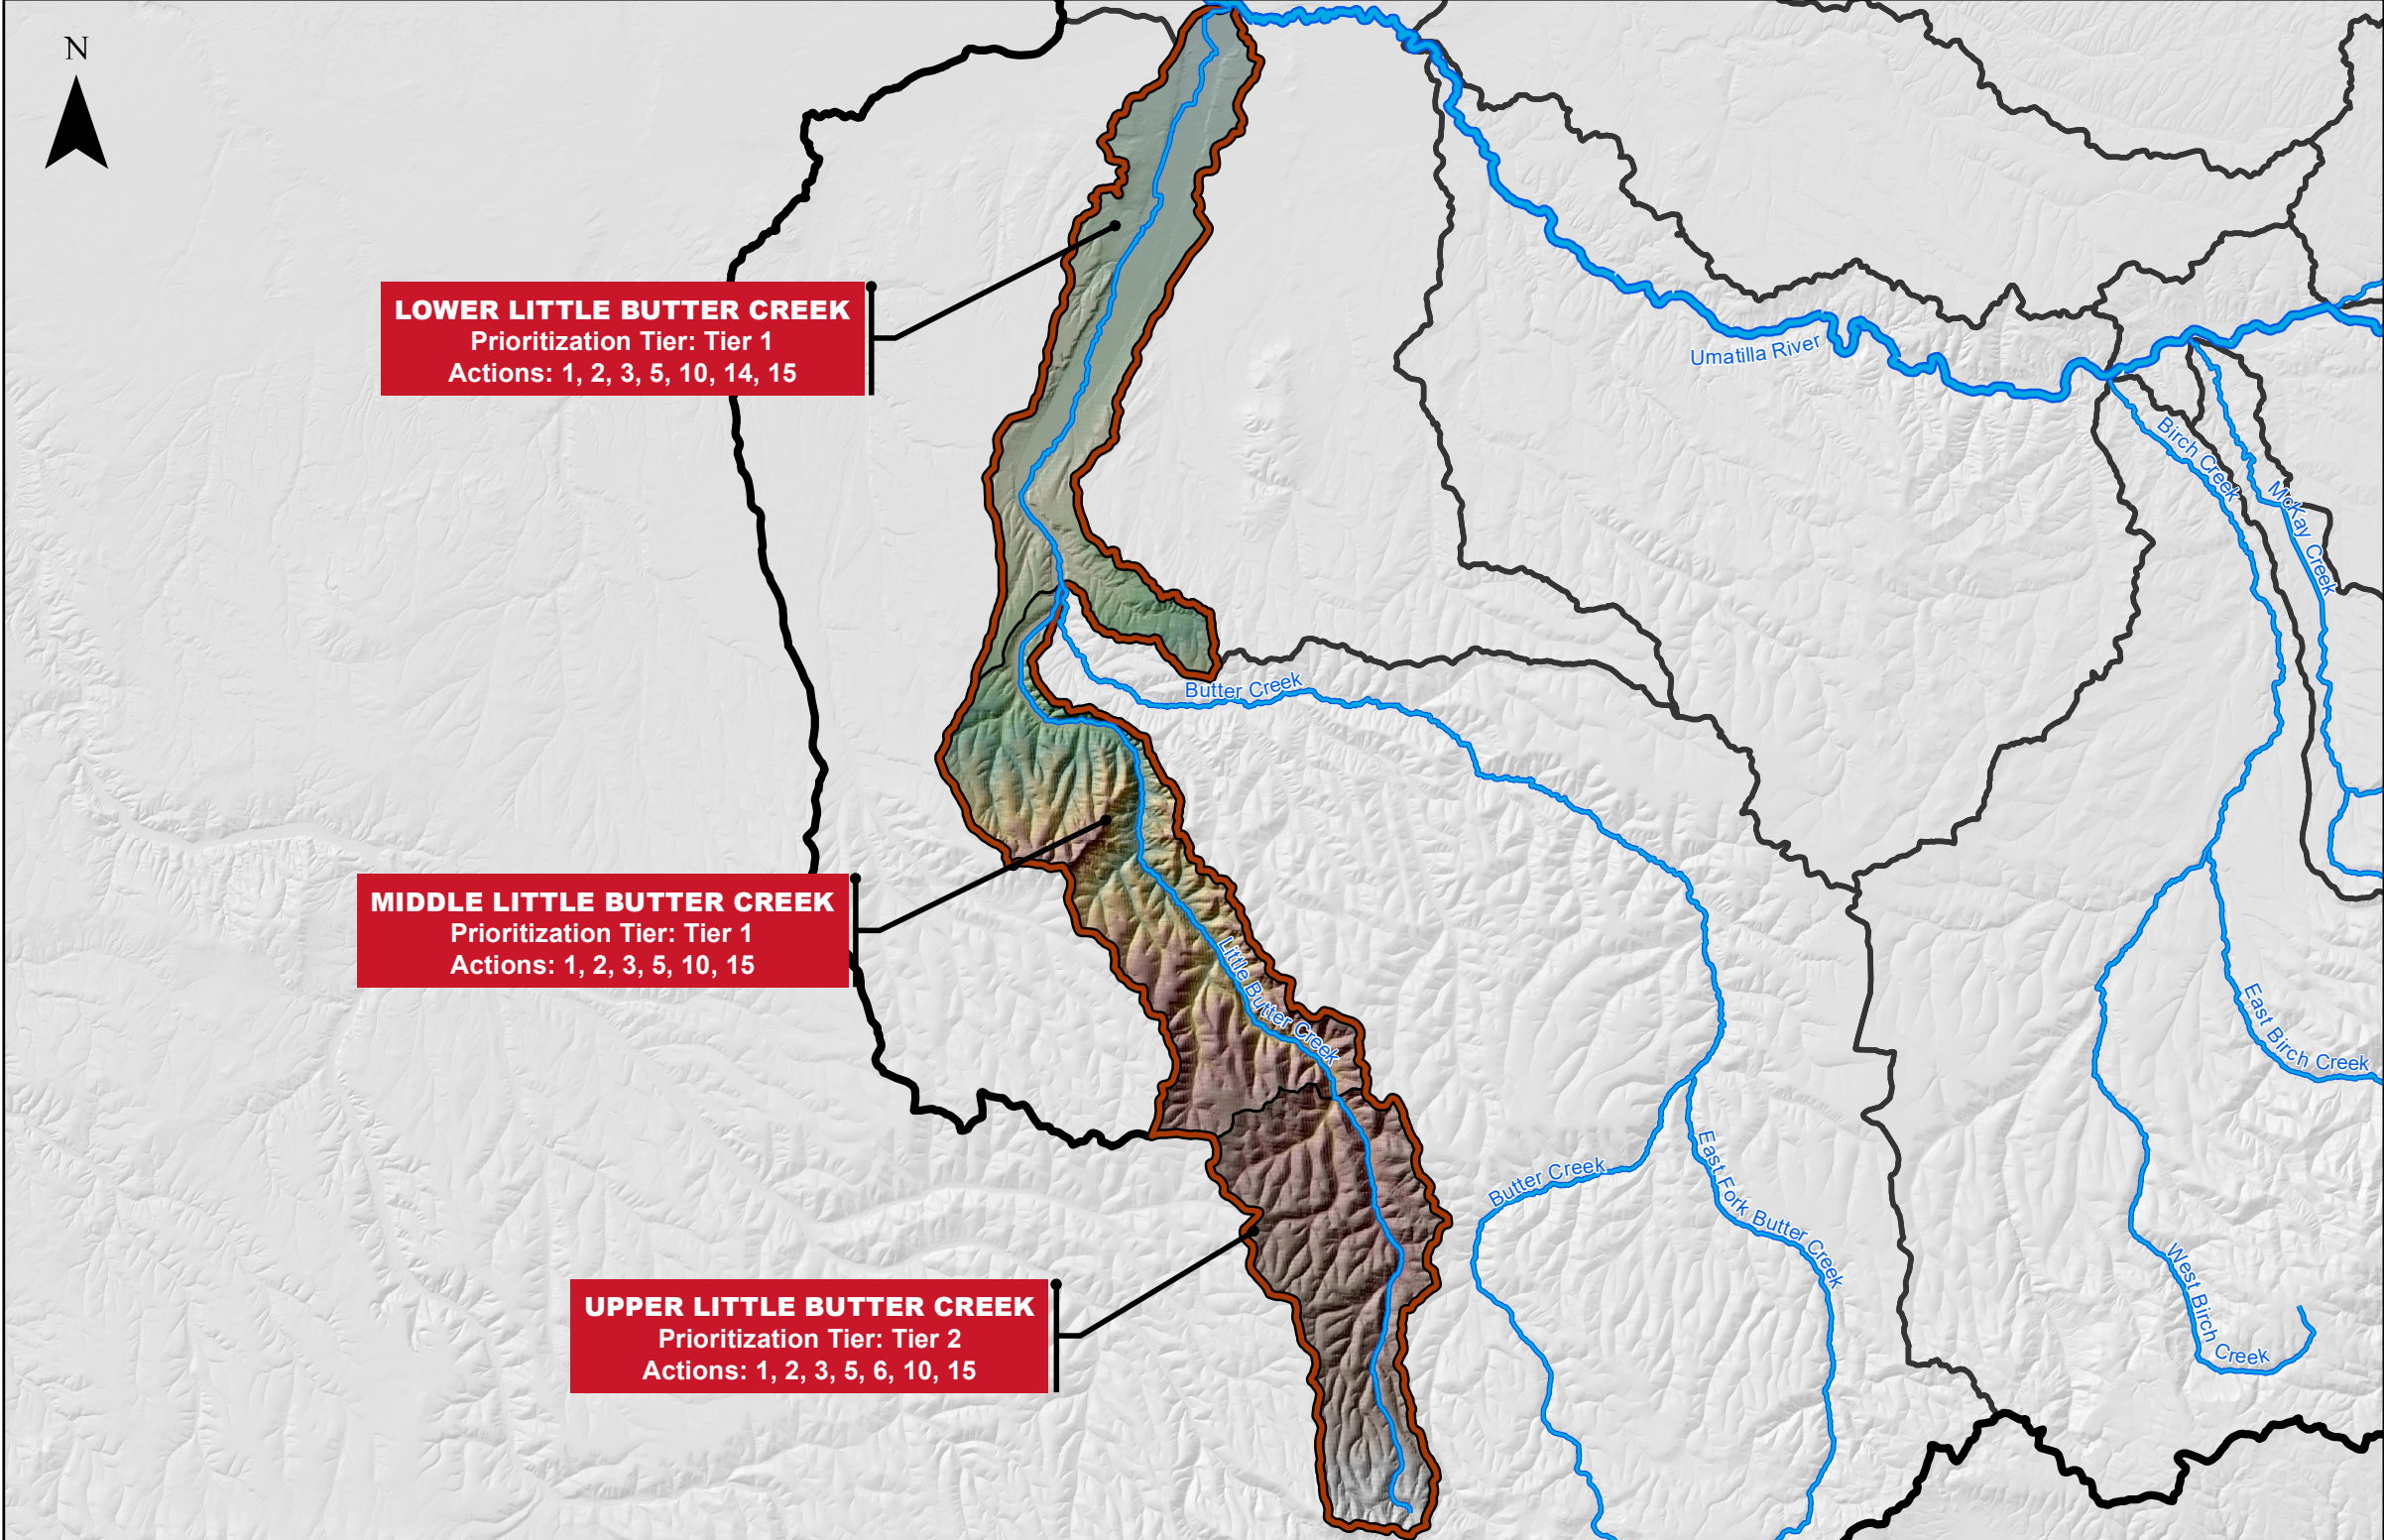 N
LOWER LITTLE BUTTER CREEK
Prioritization Tier: Tier 1
Actions: 1, 2, 3, 5, 10, 14, 15
Umatilla River
Birch Creek
McKay Creek
Butter Creek
MIDDLE LITTLE BUTTER CREEK
Prioritization Tier: Tier 1
Actions: 1, 2, 3, 5, 10, 15
Little Butter Creek
East Birch Creek
Butter Creek
East Fork Butter Creek
West Birch Creek
UPPER LITTLE BUTTER CREEK
Prioritization Tier: Tier 2
Actions: 1, 2, 3, 5, 6, 10, 15